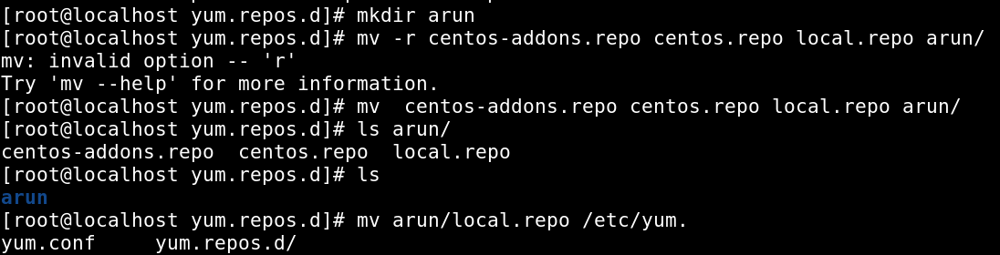 [root@localhost yum.repos.d]# mkdir arun
[root@localhost yum.repos.d]# mv -r centos-addons.repo centos.repo local.repo arun/
mv: invalid option -- 'r'
Try 'mv --help' for more information.
[root@localhost yum.repos.d]# mv  centos-addons.repo centos.repo local.repo arun/
[root@localhost yum.repos.d]# ls arun/
centos-addons.repo  centos.repo  local.repo
[root@localhost yum.repos.d]# ls
arun
[root@localhost yum.repos.d]# mv arun/local.repo /etc/yum.
yum.conf     yum.repos.d/